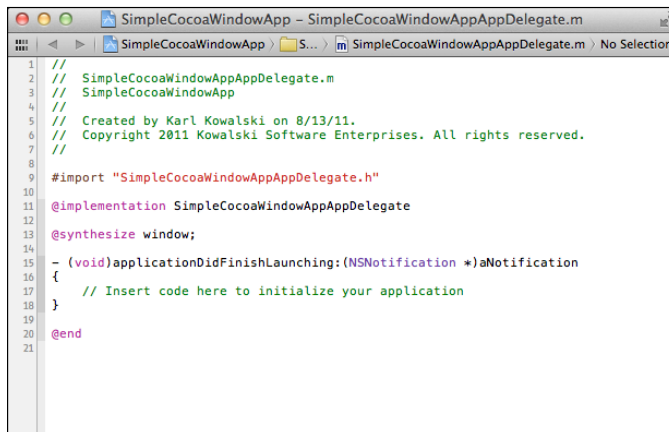 SimpleCocoaWindowApp – SimpleCocoaWindowAppAppDelegate.m
SimpleCocoaWindowApp 〉 S... 〉 m SimpleCocoaWindowAppAppDelegate.m 〉 No Selection
1 //
2 //  SimpleCocoaWindowAppAppDelegate.m
3 //  SimpleCocoaWindowApp
4 //
5 //  Created by Karl Kowalski on 8/13/11.
6 //  Copyright 2011 Kowalski Software Enterprises. All rights reserved.
7 //
8
9 #import "SimpleCocoaWindowAppAppDelegate.h"
10
11 @implementation SimpleCocoaWindowAppAppDelegate
12
13 @synthesize window;
14
15 - (void)applicationDidFinishLaunching:(NSNotification *)aNotification
16 {
17     // Insert code here to initialize your application
18 }
19
20 @end
21